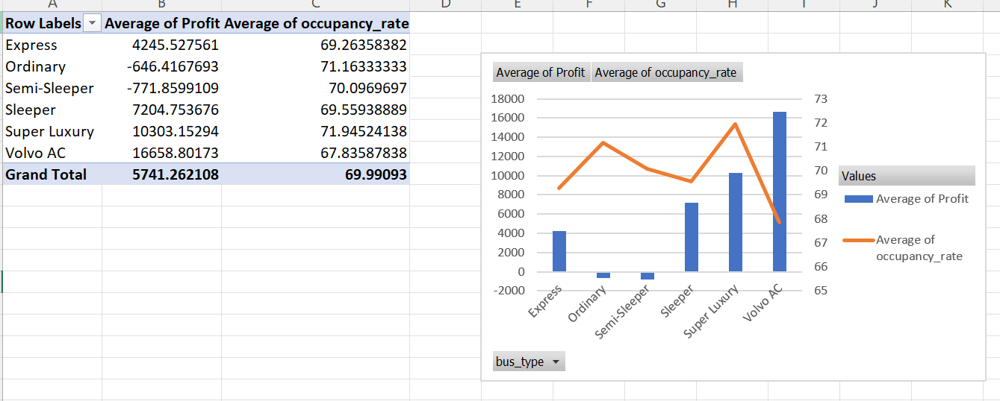 A B C D E F G H I J K
Row Labels Average of Profit Average of occupancy_rate
Express 4245.527561 69.26358382
Ordinary -646.4167693 71.16333333
Semi-Sleeper -771.8599109 70.0969697
Sleeper 7204.753676 69.55938889
Super Luxury 10303.15294 71.94524138
Volvo AC 16658.80173 67.83587838
Grand Total 5741.262108 69.99093
Average of Profit Average of occupancy_rate
18000 73
16000 72
14000 71
12000 70
10000 69
8000 68
6000 67
4000 66
2000 65
0
-2000
Express Ordinary Semi-Sleeper Sleeper Super Luxury Volvo AC
Values
Average of Profit
Average of
occupancy_rate
bus_type